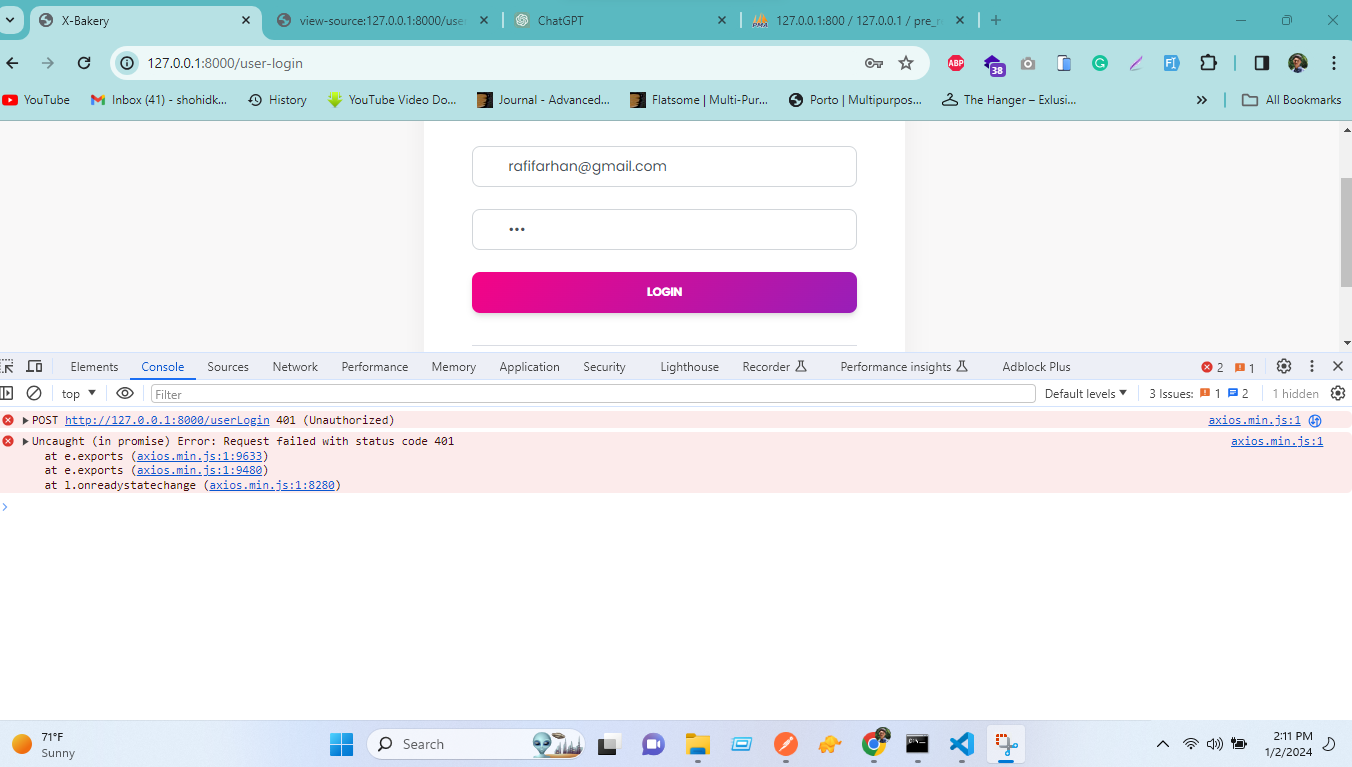 X-Bakery
view-source:127.0.0.1:8000/use
ChatGPT
127.0.0.1:800 / 127.0.0.1 / pre_
127.0.0.1:8000/user-login
ABP
38
YouTube
Inbox (41) - shohidk...
History
YouTube Video Do...
Journal - Advanced...
Flatsome | Multi-Pur...
Porto | Multipurpos...
The Hanger – Exlusi...
All Bookmarks
rafifarhan@gmail.com
•••
LOGIN
Elements
Console
Sources
Network
Performance
Memory
Application
Security
Lighthouse
Recorder
Performance insights
Adblock Plus
2
1
top
Filter
Default levels
3 Issues:
1
2
1 hidden
POST http://127.0.0.1:8000/userLogin 401 (Unauthorized)
axios.min.js:1
Uncaught (in promise) Error: Request failed with status code 401
axios.min.js:1
at e.exports (axios.min.js:1:9633)
at e.exports (axios.min.js:1:9480)
at l.onreadystatechange (axios.min.js:1:8280)
71°F
Sunny
Search
2:11 PM
1/2/2024